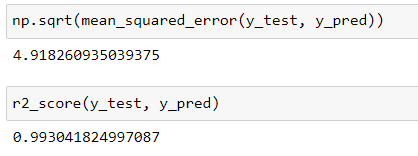 np.sqrt(mean_squared_error(y_test, y_pred))
4.918260935039375
r2_score(y_test, y_pred)
0.993041824997087